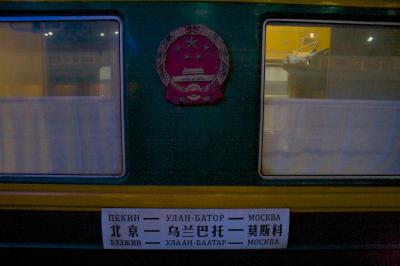 ПЕКИН — УЛАН-БАТОР — МОСКВА
北京 — 乌兰巴托 — 莫斯科
БЭЭЖИН — УЛААН-БААТАР — МОСКВА